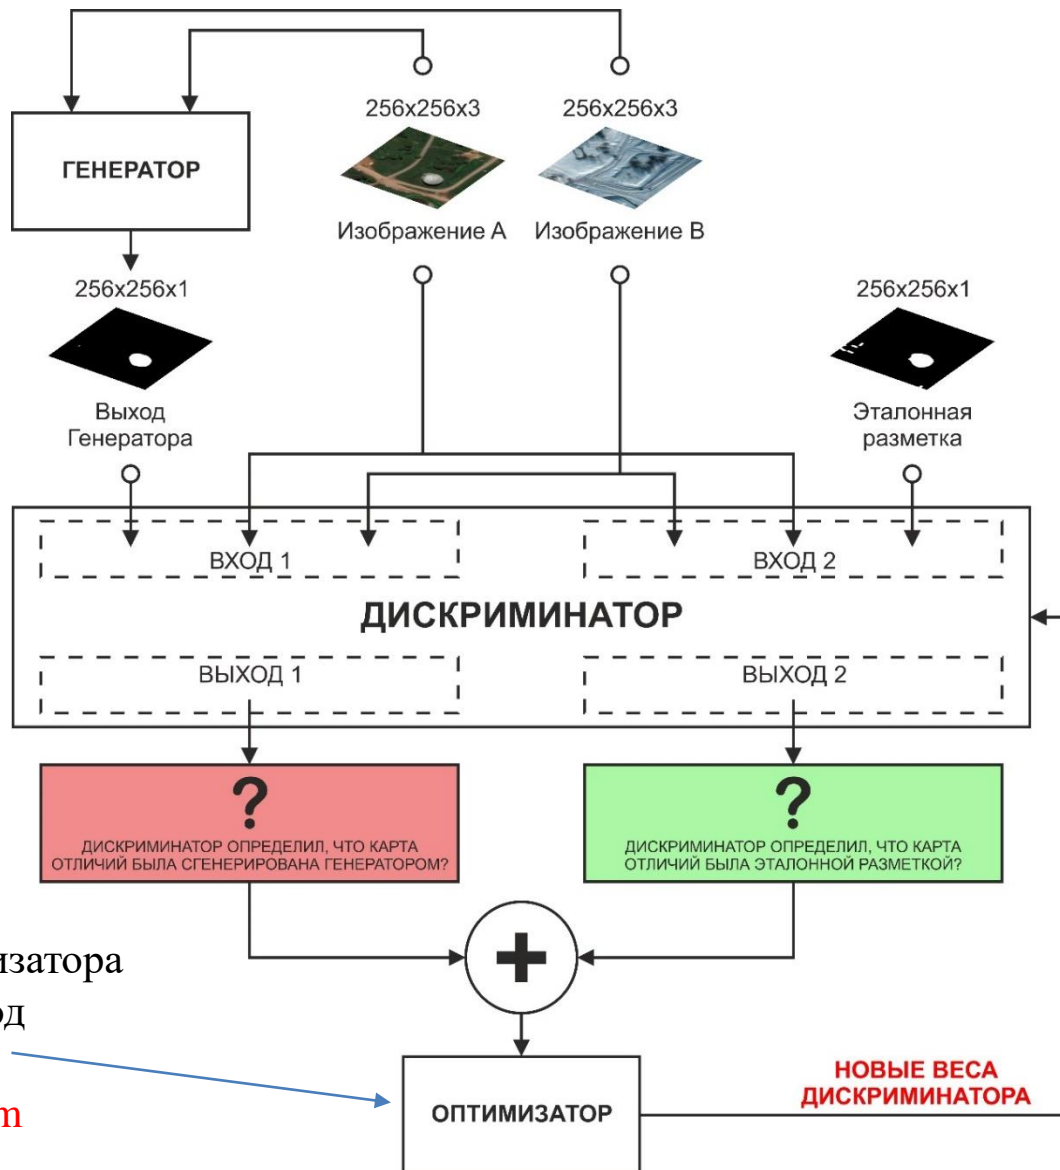 256x256x3
256x256x3
ГЕНЕРАТОР
Изображение А
Изображение В
256x256x1
256x256x1
Выход
Генератора
Эталонная
разметка
ВХОД 1
ВХОД 2
ДИСКРИМИНАТОР
ВЫХОД 1
ВЫХОД 2
?
ДИСКРИМИНАТОР ОПРЕДЕЛИЛ, ЧТО КАРТА
ОТЛИЧИЙ БЫЛА СГЕНЕРИРОВАНА ГЕНЕРАТОРОМ?
?
ДИСКРИМИНАТОР ОПРЕДЕЛИЛ, ЧТО КАРТА
ОТЛИЧИЙ БЫЛА ЭТАЛОННОЙ РАЗМЕТКОЙ?
+
изатора
од
m
ОПТИМИЗАТОР
НОВЫЕ ВЕСА
ДИСКРИМИНАТОРА